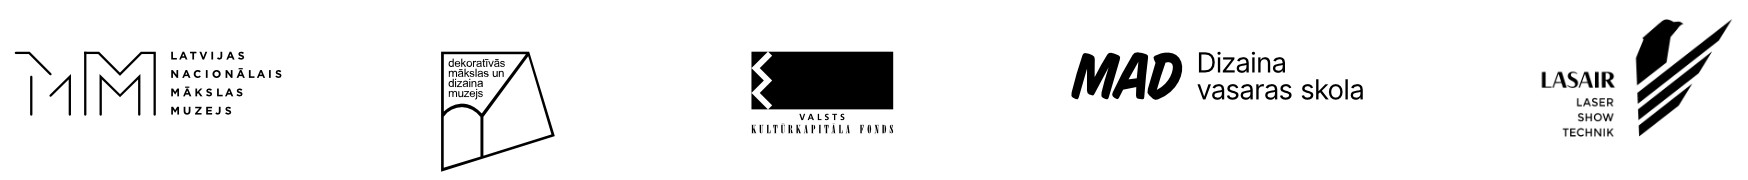 LATVIJAS
NACIONĀLAIS
MĀKSLAS
MUZEJS
dekoratīvās
mākslas un
dizaina
muzejs
VALSTS
KULTŪRKAPITĀLA FONDS
MAD
Dizaina
vasaras skola
LASAIR
LASER
SHOW
TECHNIK